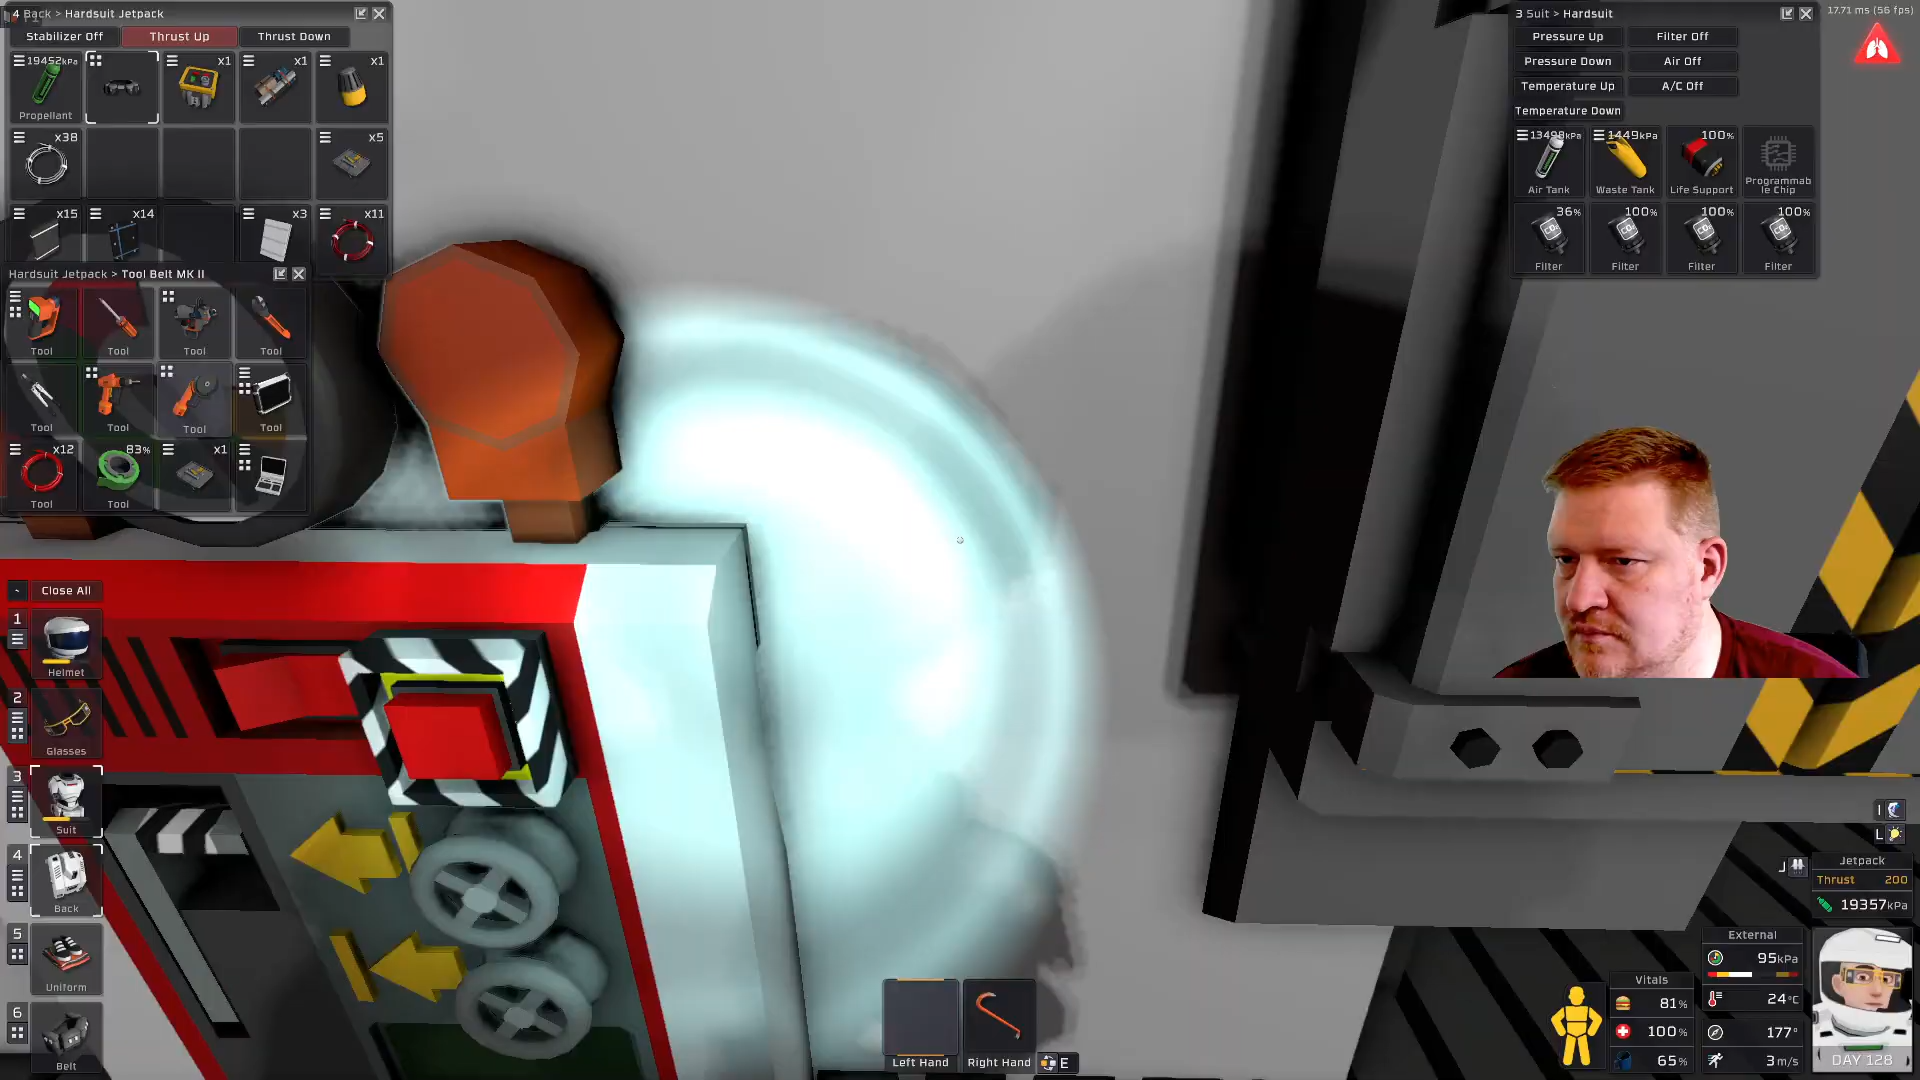 4 Back > Hardsuit Jetpack
Stabilizer Off
Thrust Up
Thrust Down
19452kPa
x1
x1
x1
Propellant
x38
x5
x15
x14
x3
x11
Hardsuit Jetpack > Tool Belt MK II
Tool
Tool
Tool
Tool
Tool
Tool
Tool
Tool
x12
83%
x1
Tool
Tool
~
Close All
1
Helmet
2
Glasses
3
Suit
4
Back
5
Uniform
6
Belt
3 Suit > Hardsuit
17.71 ms (56 fps)
Pressure Up
Filter Off
Pressure Down
Air Off
Temperature Up
A/C Off
Temperature Down
13498kPa
1449kPa
100%
Air Tank
Waste Tank
Life Support
Programmab
le Chip
36%
100%
100%
100%
Filter
Filter
Filter
Filter
Left Hand
Right Hand
E
I
L
J
Jetpack
Thrust 200
19357kPa
External
95kPa
24°C
177°
3m/s
Vitals
81%
100%
65%
DAY 128